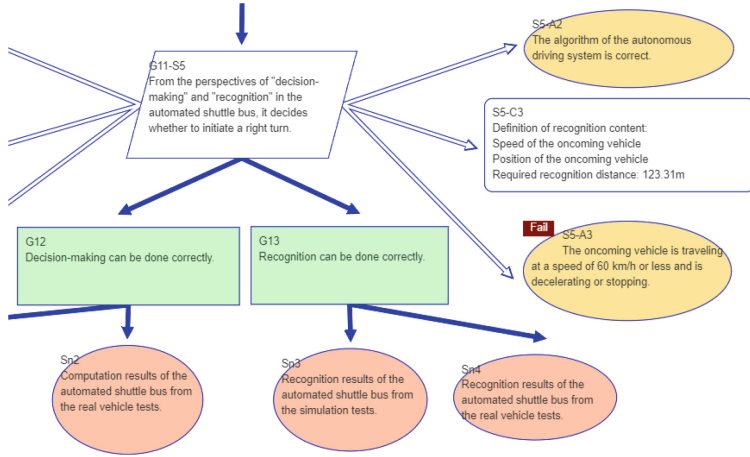 G11-S5
From the perspectives of "decision-
making" and "recognition" in the
automated shuttle bus, it decides
whether to initiate a right turn.
S5-A2
The algorithm of the autonomous
driving system is correct.
S5-C3
Definition of recognition content:
Speed of the oncoming vehicle
Position of the oncoming vehicle
Required recognition distance: 123.31m
Fail
S5-A3
The oncoming vehicle is traveling
at a speed of 60 km/h or less and is
decelerating or stopping.
G12
Decision-making can be done correctly.
G13
Recognition can be done correctly.
Sn2
Computation results of the
automated shuttle bus from
the real vehicle tests.
Sn3
Recognition results of the
automated shuttle bus from
the simulation tests.
Sn4
Recognition results of the
automated shuttle bus from the
real vehicle tests.